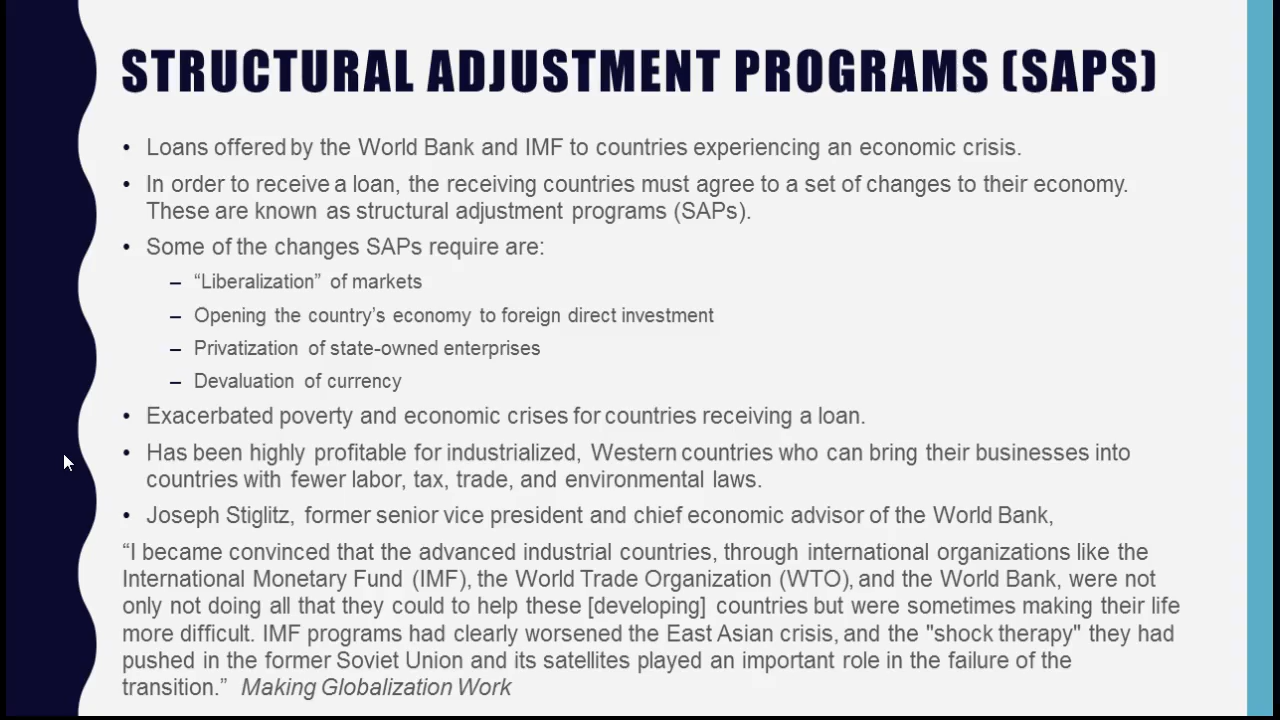 STRUCTURAL ADJUSTMENT PROGRAMS (SAPS)
• Loans offered by the World Bank and IMF to countries experiencing an economic crisis.
• In order to receive a loan, the receiving countries must agree to a set of changes to their economy.
These are known as structural adjustment programs (SAPs).
• Some of the changes SAPs require are:
– “Liberalization” of markets
– Opening the country’s economy to foreign direct investment
– Privatization of state-owned enterprises
– Devaluation of currency
• Exacerbated poverty and economic crises for countries receiving a loan.
• Has been highly profitable for industrialized, Western countries who can bring their businesses into
countries with fewer labor, tax, trade, and environmental laws.
• Joseph Stiglitz, former senior vice president and chief economic advisor of the World Bank,
“I became convinced that the advanced industrial countries, through international organizations like the
International Monetary Fund (IMF), the World Trade Organization (WTO), and the World Bank, were not
only not doing all that they could to help these [developing] countries but were sometimes making their life
more difficult. IMF programs had clearly worsened the East Asian crisis, and the "shock therapy" they had
pushed in the former Soviet Union and its satellites played an important role in the failure of the
transition.” Making Globalization Work